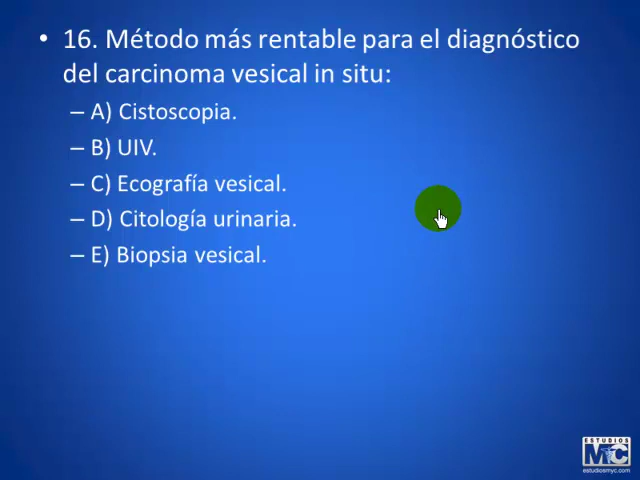 • 16. Método más rentable para el diagnóstico
del carcinoma vesical in situ:
– A) Cistoscopia.
– B) UIV.
– C) Ecografía vesical.
– D) Citología urinaria.
– E) Biopsia vesical.
ESTUDIOS
MC
estudiosmyc.com